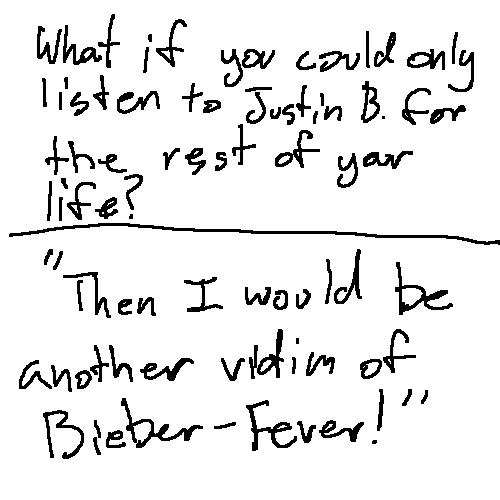 What if you could only
listen to Justin B. for
the rest of your
life?
"Then I would be
another victim of
Bieber-Fever!"